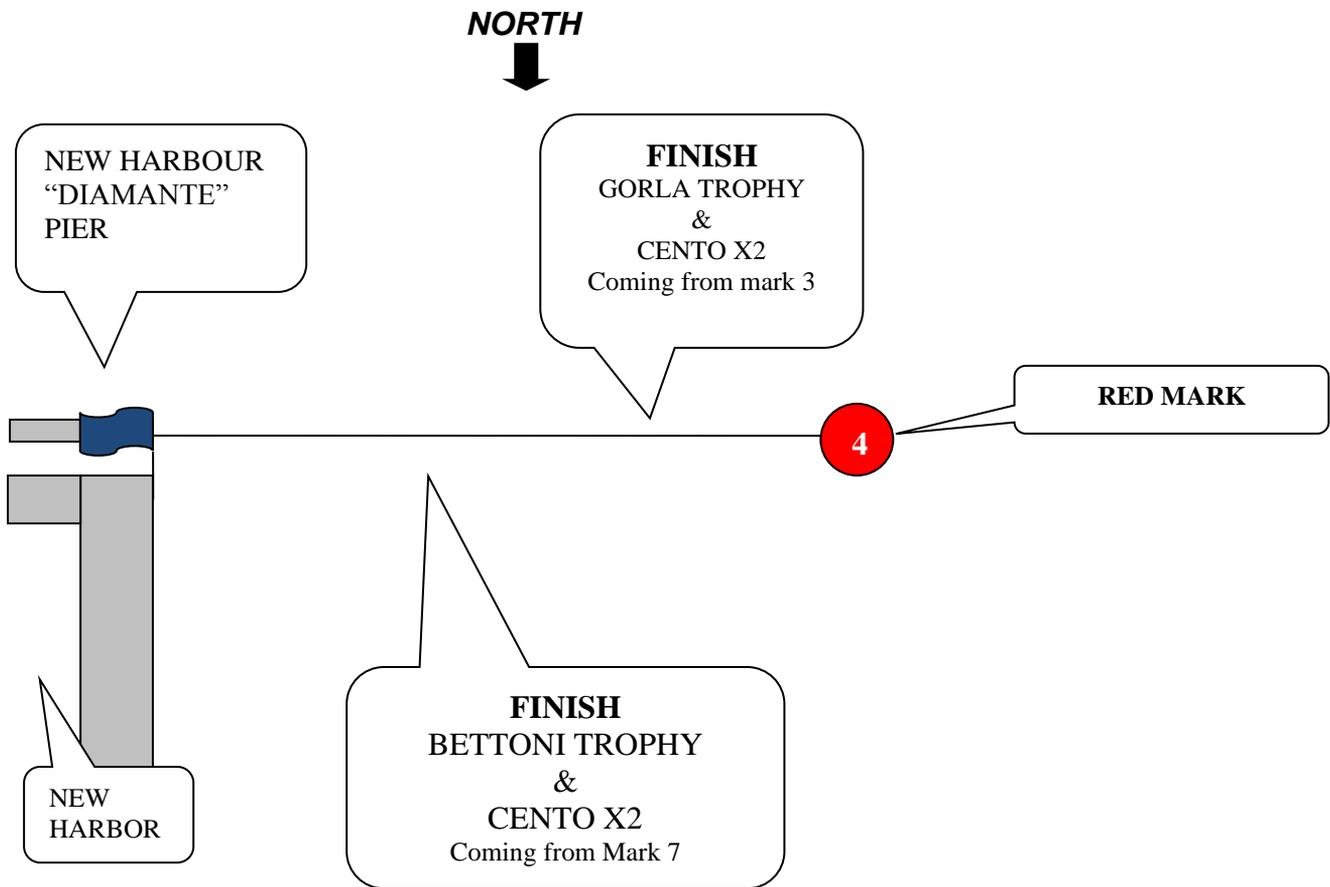 NORTH
NEW HARBOUR
“DIAMANTE”
PIER
FINISH
GORLA TROPHY
&
CENTO X2
Coming from mark 3
RED MARK
4
FINISH
BETTONI TROPHY
&
CENTO X2
Coming from Mark 7
NEW
HARBOR